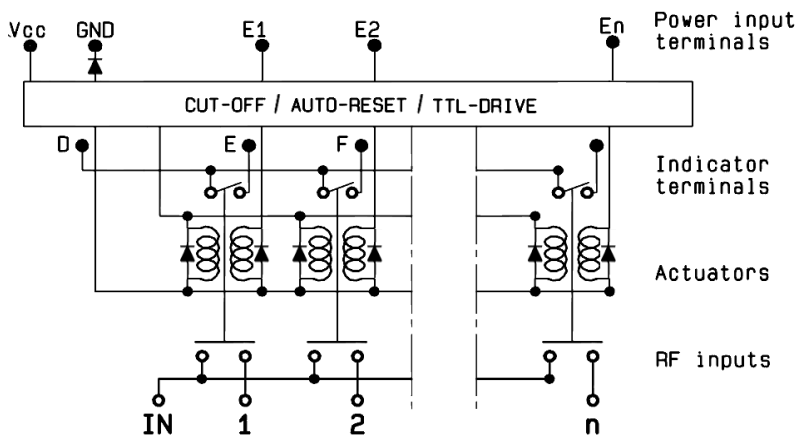 Vcc GND E1 E2 En Power input
terminals
CUT-OFF / AUTO-RESET / TTL-DRIVE
D E F
Indicator
terminals
Actuators
RF inputs
IN 1 2 n